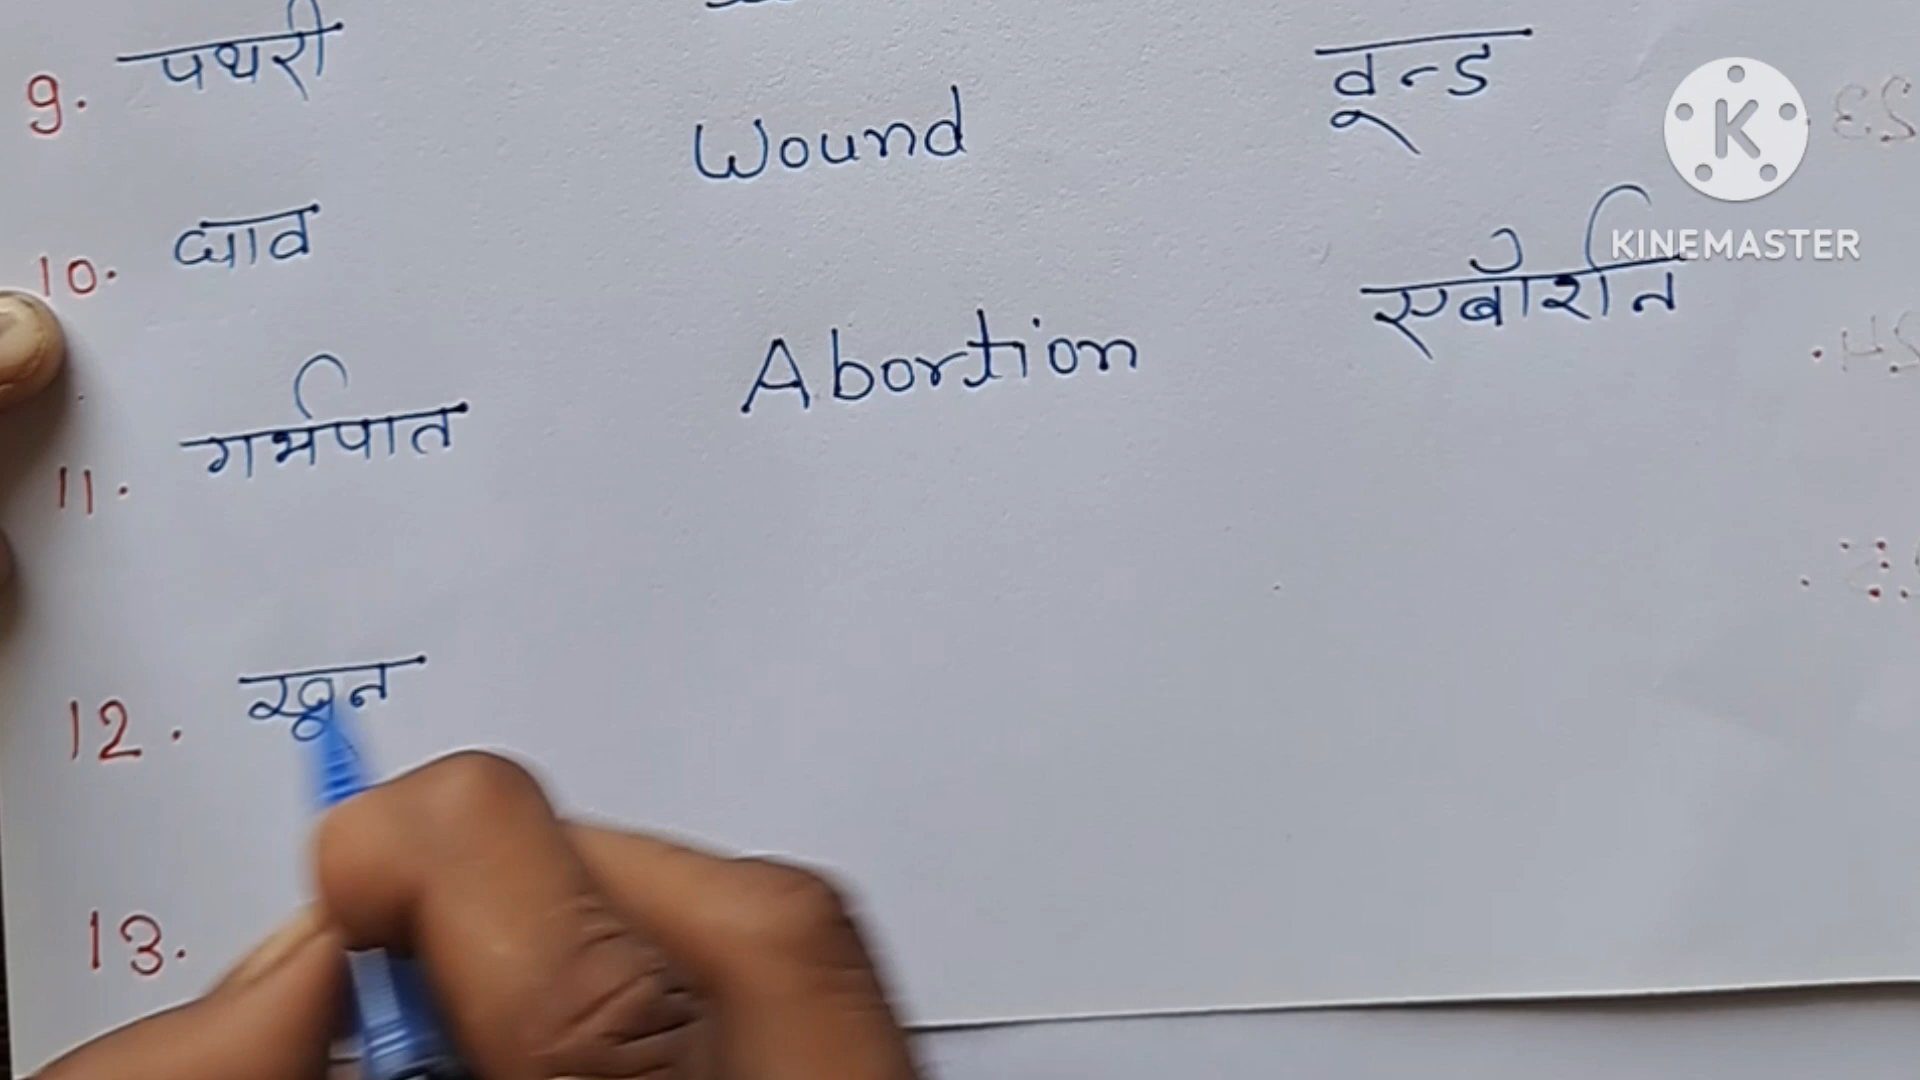 9. पथरी
Wound वून्ड
10. घाव
KINEMASTER
Abortion एबॉर्शन
11. गर्भपात
12. खून
13.